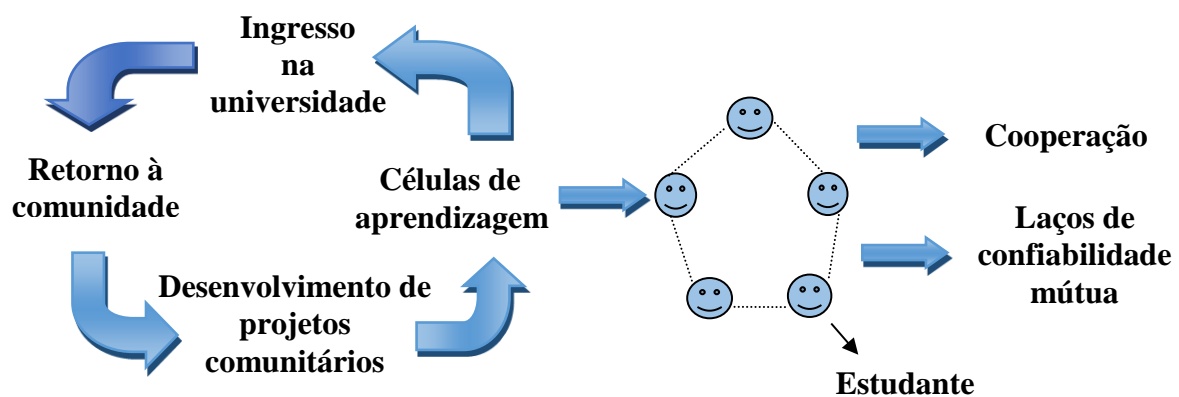 Ingresso
na
universidade
Retorno à
comunidade
Desenvolvimento de
projetos
comunitários
Células de
aprendizagem
Cooperação
Laços de
confiabilidade
mútua
Estudante